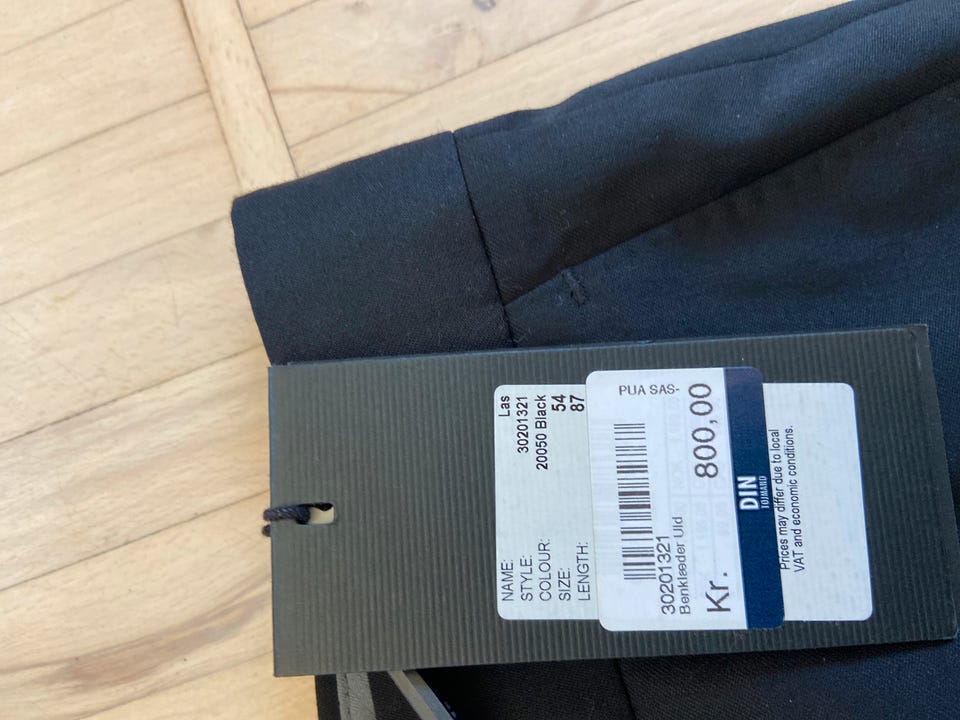 NAME: Las
STYLE: 30201321
COLOUR: 20050 Black
SIZE: 54
LENGTH: 87
PUA SAS-
30201321
Benklæder Uld
Kr. 800,00
DIN
TØJMAND
Prices may differ due to local
VAT and economic conditions.